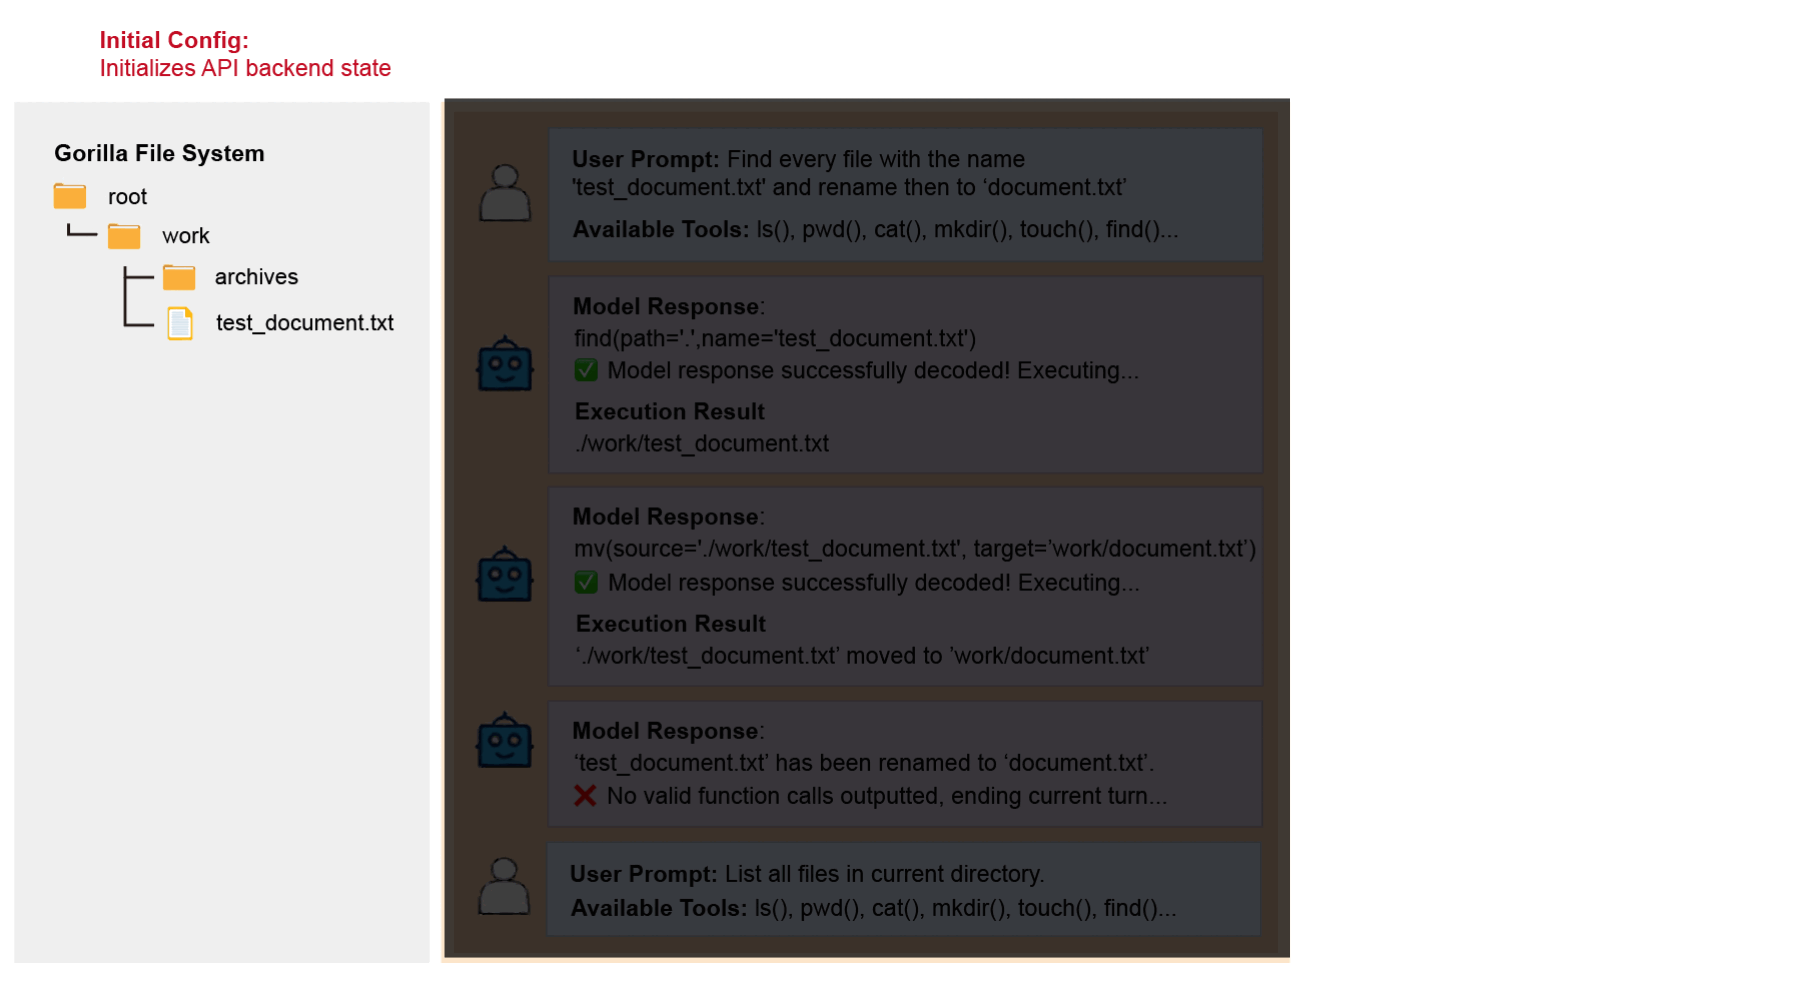 Initial Config:
Initializes API backend state
Gorilla File System
root
work
archives
test_document.txt
User Prompt: Find every file with the name
'test_document.txt' and rename then to ‘document.txt’
Available Tools: ls(), pwd(), cat(), mkdir(), touch(), find()...
Model Response:
find(path='.',name='test_document.txt')
✅ Model response successfully decoded! Executing...
Execution Result
./work/test_document.txt
Model Response:
mv(source='./work/test_document.txt', target=’work/document.txt’)
✅ Model response successfully decoded! Executing...
Execution Result
‘./work/test_document.txt’ moved to ’work/document.txt’
Model Response:
‘test_document.txt’ has been renamed to ‘document.txt’.
❌ No valid function calls outputted, ending current turn...
User Prompt: List all files in current directory.
Available Tools: ls(), pwd(), cat(), mkdir(), touch(), find()...